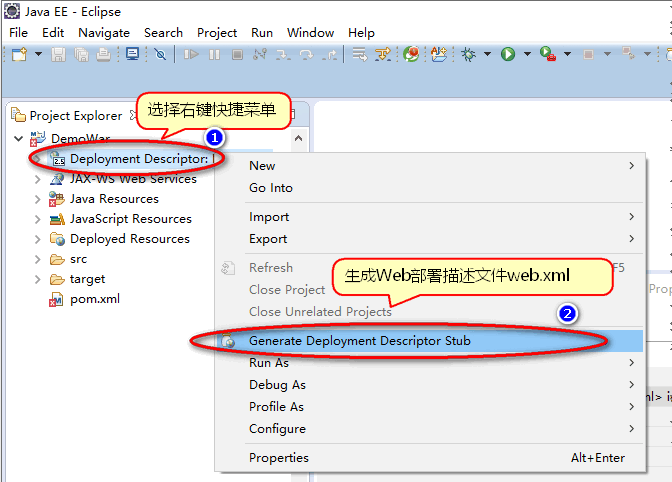 Java EE - Eclipse
File Edit Navigate Search Project Run Window Help
Project Explorer
选择右键快捷菜单
1
DemoWar
2.5 Deployment Descriptor:
JAX-WS Web Services
Java Resources
JavaScript Resources
Deployed Resources
src
target
pom.xml
New
Go Into
Import
Export
Refresh F5
生成Web部署描述文件web.xml
Close Project
Close Unrelated Projects
2
Generate Deployment Descriptor Stub
Run As
Debug As
Profile As
Configure
Properties Alt+Enter